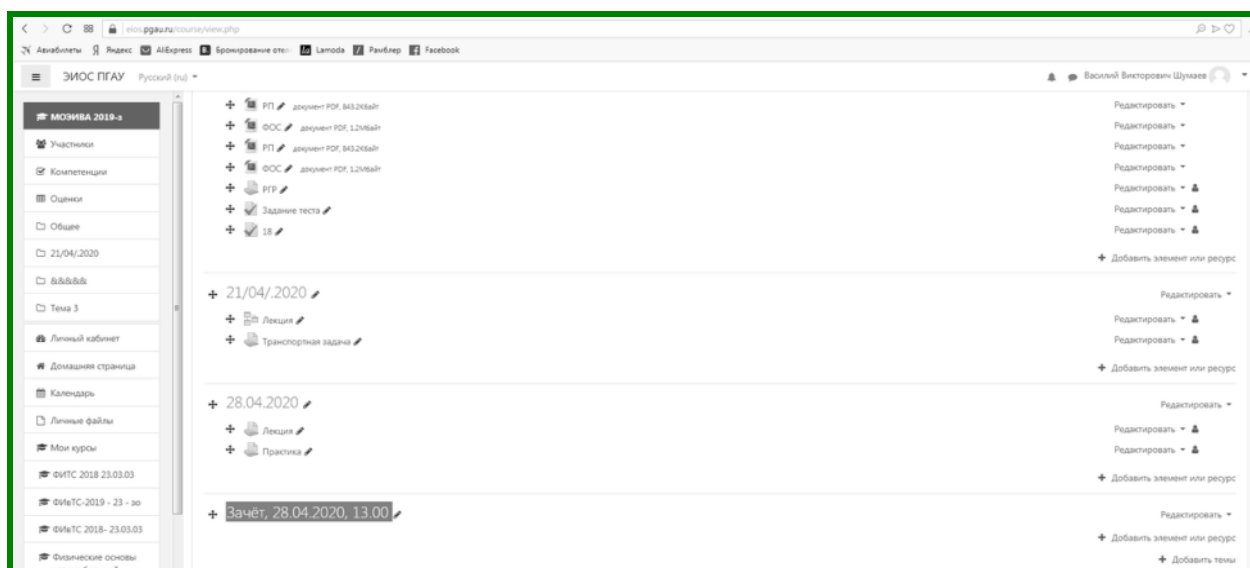 eios.pgau.ru/course/view.php
Авиабилеты Яндекс AliExpress Бронирование отел Lamoda Рамблер Facebook
ЭИОС ПГАУ Русский (ru) Василий Викторович Шумаев
МОЭИВА 2019-з
Участники
Компетенции
Оценки
Общее
21/04/.2020
&&&&&
Тема 3
Личный кабинет
Домашняя страница
Календарь
Личные файлы
Мои курсы
ФИТС 2018 23.03.03
ФИвТС-2019 - 23 - зо
ФИвТС 2018- 23.03.03
Физические основы
РП документ PDF, 843.2Кбайт Редактировать
ФОС документ PDF, 1.2Мбайт Редактировать
РП документ PDF, 843.2Кбайт Редактировать
ФОС документ PDF, 1.2Мбайт Редактировать
РГР Редактировать
Задание теста Редактировать
18 Редактировать
Добавить элемент или ресурс
21/04/.2020 Редактировать
Лекция Редактировать
Транспортная задача Редактировать
Добавить элемент или ресурс
28.04.2020 Редактировать
Лекция Редактировать
Практика Редактировать
Добавить элемент или ресурс
Зачёт, 28.04.2020, 13.00 Редактировать
Добавить элемент или ресурс
Добавить темы